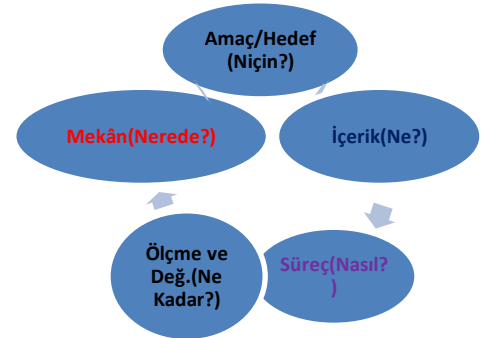 Amaç/Hedef
(Niçin?)
Mekân(Nerede?)
İçerik(Ne?)
Ölçme ve
Değ.(Ne
Kadar?)
Süreç(Nasıl?
)